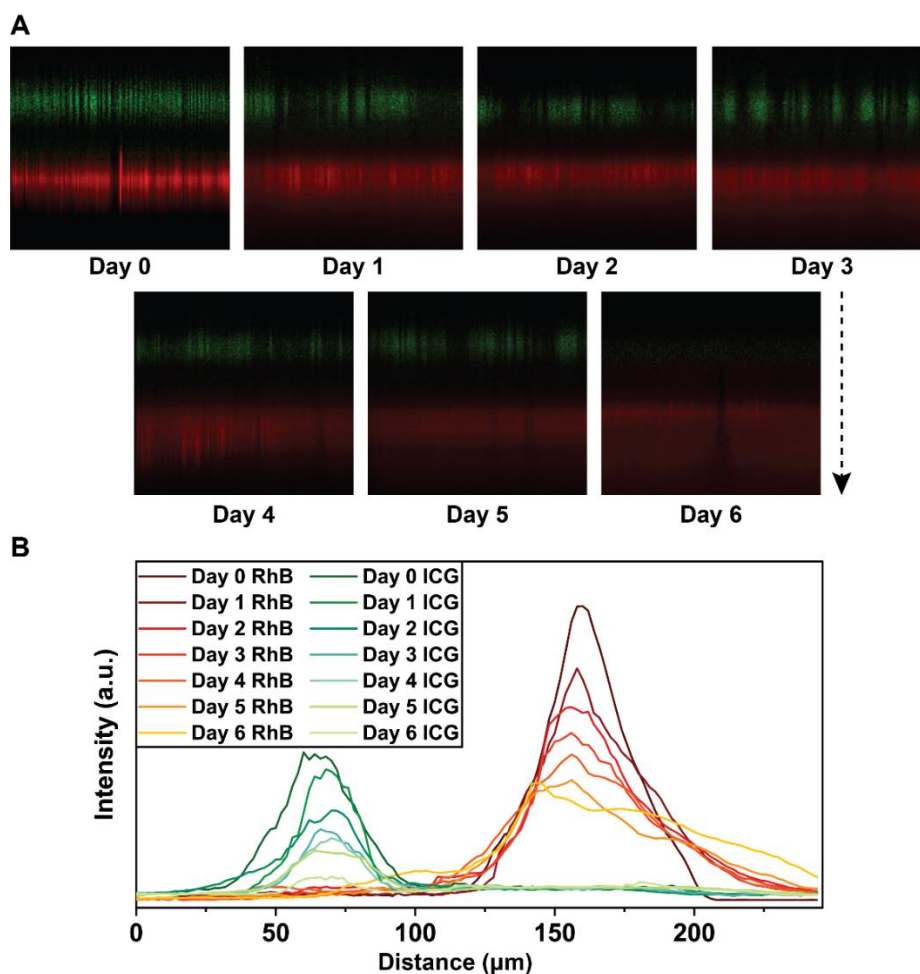 A
Day 0 Day 1 Day 2 Day 3
Day 4 Day 5 Day 6
B
Day 0 RhB Day 0 ICG
Day 1 RhB Day 1 ICG
Day 2 RhB Day 2 ICG
Day 3 RhB Day 3 ICG
Day 4 RhB Day 4 ICG
Day 5 RhB Day 5 ICG
Day 6 RhB Day 6 ICG
Intensity (a.u.)
0 50 100 150 200
Distance (µm)